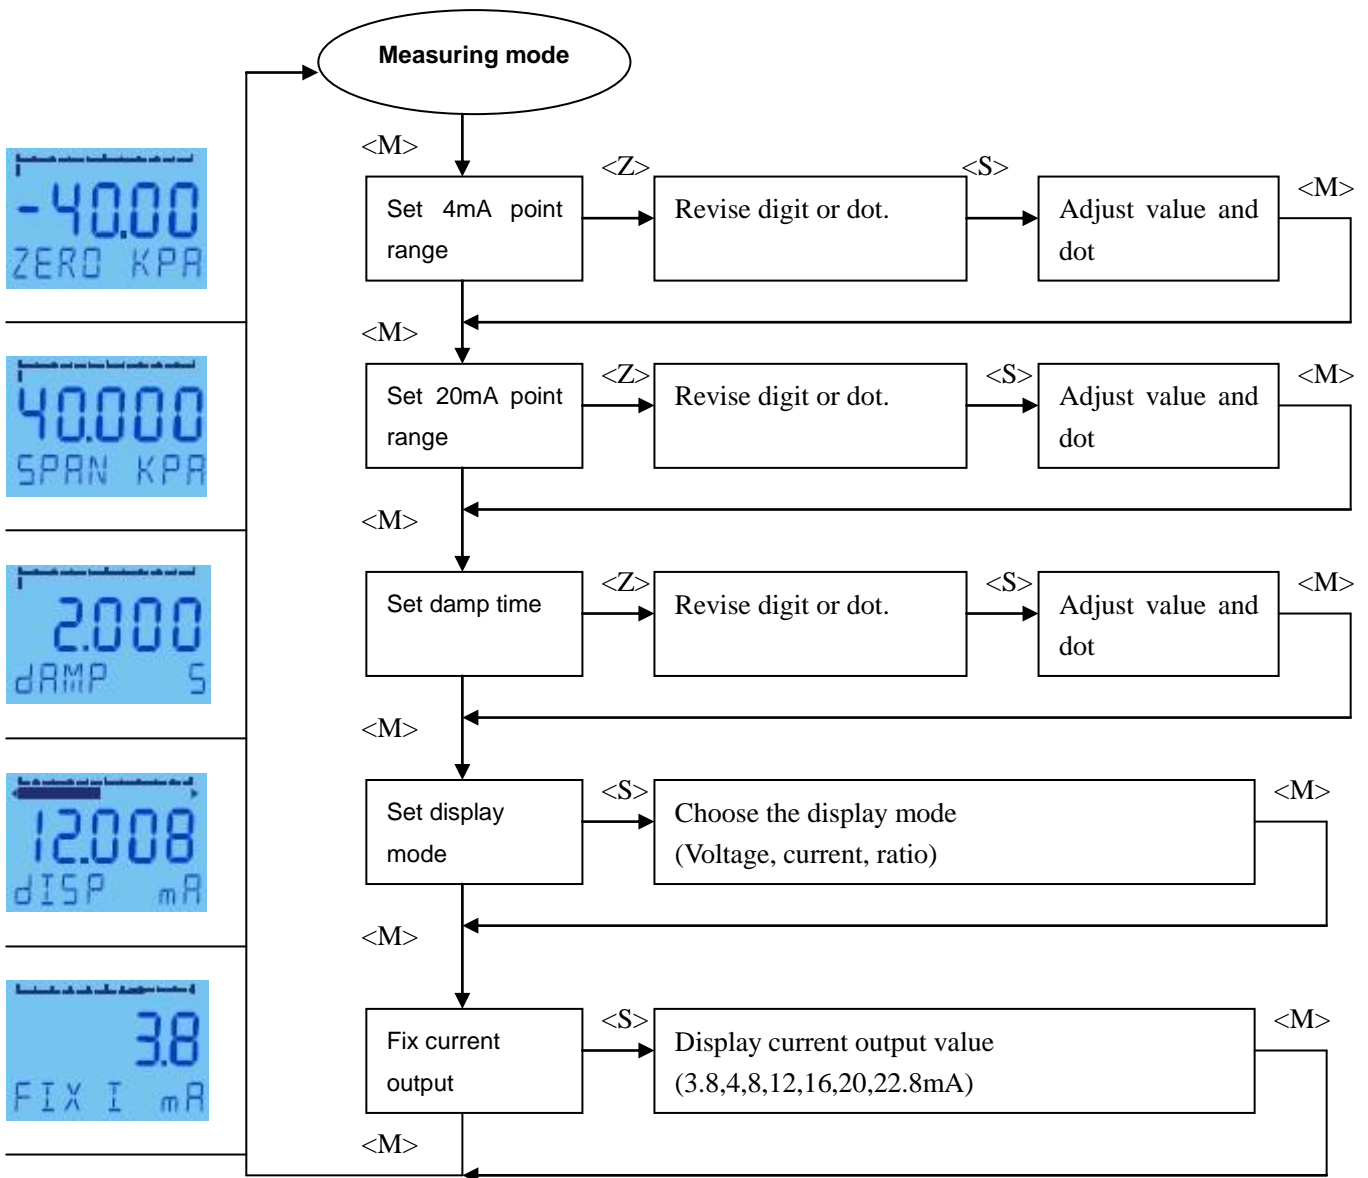 Measuring mode
<M>
<Z>
<S>
<M>
-40.00
ZERO KPA
Set 4mA point
range
Revise digit or dot.
Adjust value and
dot
<M>
<Z>
<S>
<M>
40.000
SPAN KPA
Set 20mA point
range
Revise digit or dot.
Adjust value and
dot
<M>
<Z>
<S>
<M>
2.000
dAMP S
Set damp time
Revise digit or dot.
Adjust value and
dot
<M>
<S>
<M>
12.008
dISP mA
Set display
mode
Choose the display mode
(Voltage, current, ratio)
<M>
<S>
<M>
3.8
FIX I mA
Fix current
output
Display current output value
(3.8,4,8,12,16,20,22.8mA)
<M>